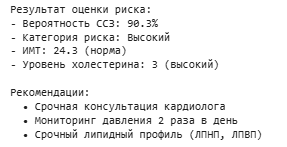 Результат оценки риска:
- Вероятность ССЗ: 90.3%
- Категория риска: Высокий
- ИМТ: 24.3 (норма)
- Уровень холестерина: 3 (высокий)
Рекомендации:
• Срочная консультация кардиолога
• Мониторинг давления 2 раза в день
• Срочный липидный профиль (ЛПНП, ЛПВП)